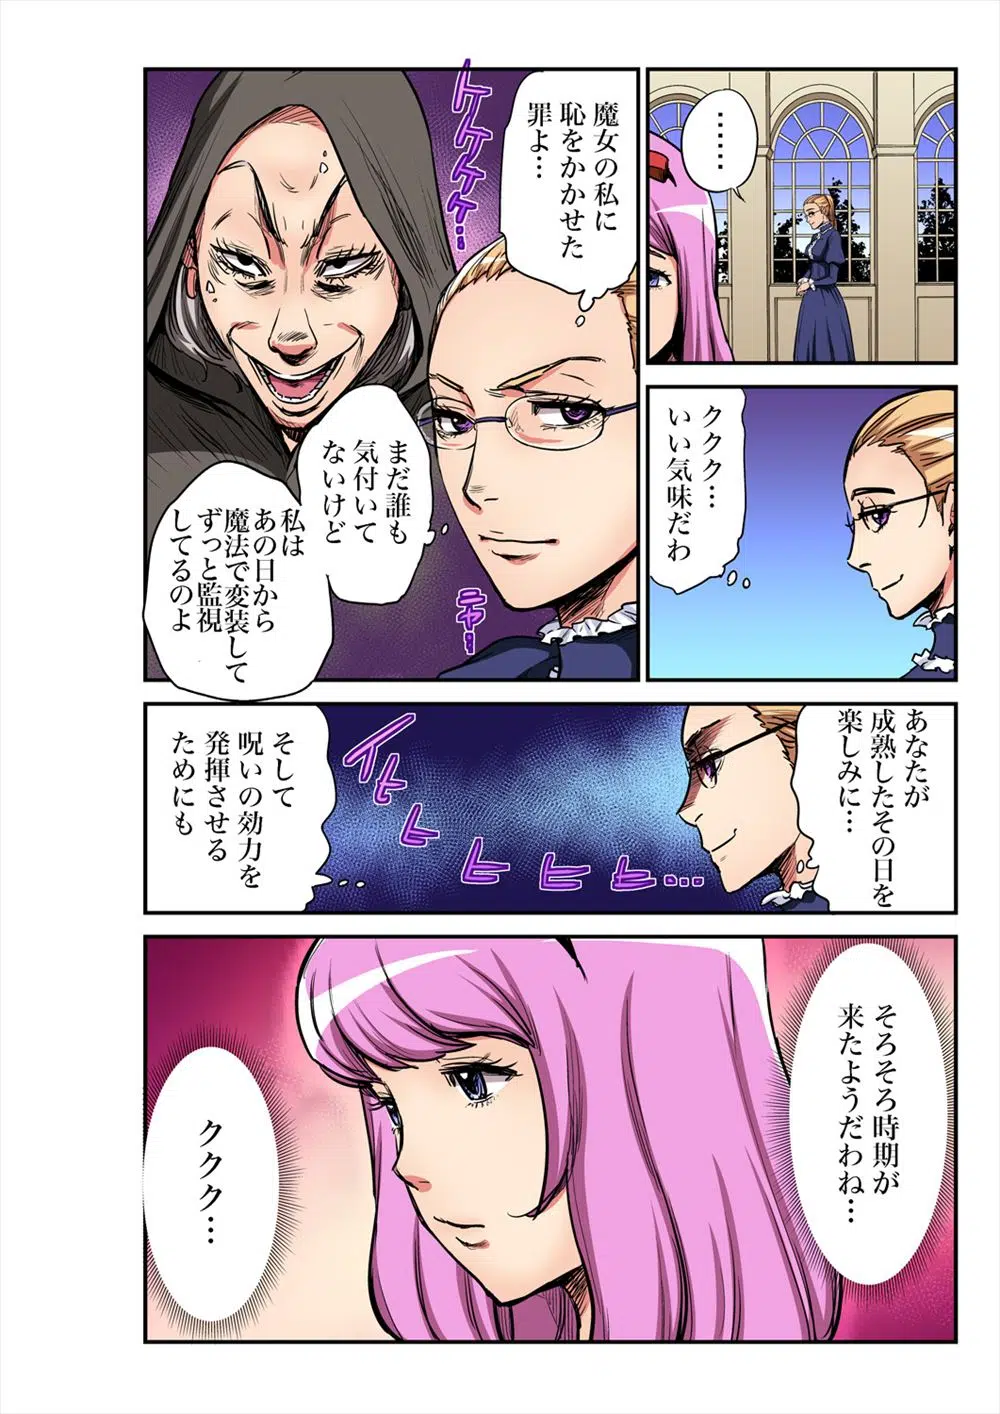 ……
ククク…
いい気味だわ
魔女の私に
恥をかかせた
罪よ…
ケケケケ…
まだ誰も
気付いて
ないけど
私は
あの日から
魔法で変装して
ずっと監視
してるのよ
あなたが
成熟したその日を
楽しみに…
イヒヒヒヒヒ…
そして
呪いの効力を
発揮させる
ためにも
そろそろ時期が
来たようだわね…
ククク…